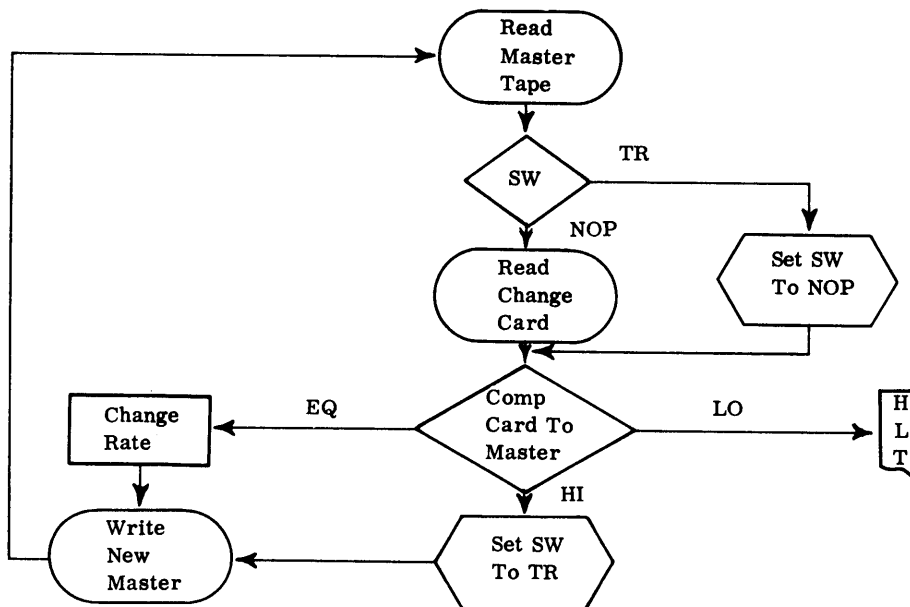 Read
Master
Tape
TR
SW
NOP
Set SW
To NOP
Read
Change
Card
Change
Rate
EQ
Comp
Card To
Master
LO
H
L
T
HI
Write
New
Master
Set SW
To TR